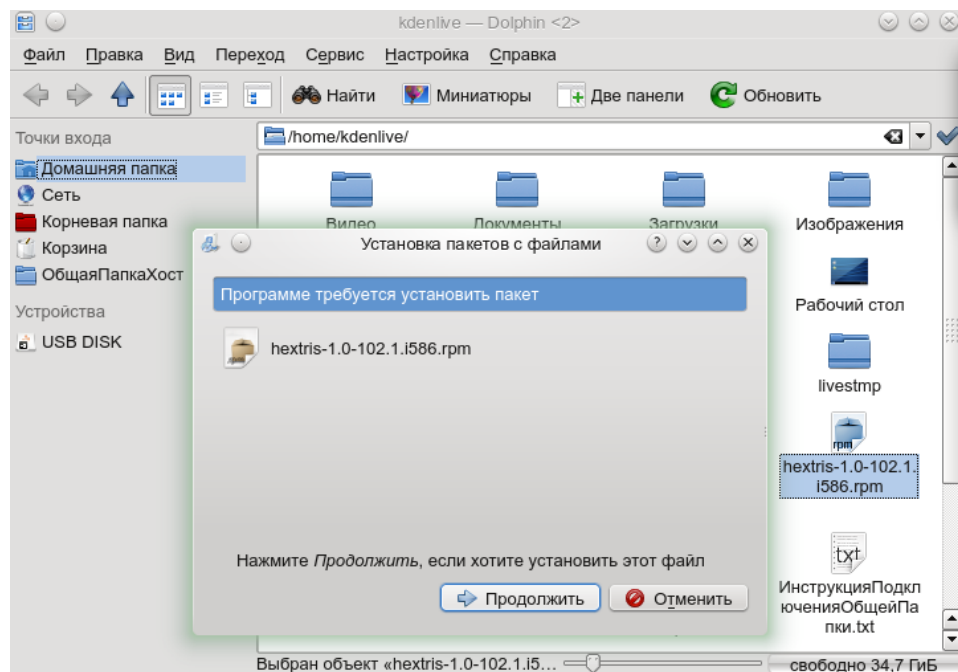 kdenlive — Dolphin <2>
Файл Правка Вид Переход Сервис Настройка Справка
Найти Миниатюры Две панели Обновить
Точки входа
/home/kdenlive/
Домашняя папка
Сеть
Корневая папка
Корзина
ОбщаяПапкаХост
Устройства
USB DISK
Видео Документы Загрузки Изображения
Рабочий стол
livestmp
rpm
hextris-1.0-102.1.
i586.rpm
txt
ИнструкцияПодкл
юченияОбщейПа
пки.txt
Установка пакетов с файлами
Программе требуется установить пакет
hextris-1.0-102.1.i586.rpm
Нажмите Продолжить, если хотите установить этот файл
Продолжить Отменить
Выбран объект «hextris-1.0-102.1.i5... свободно 34,7 ГиБ